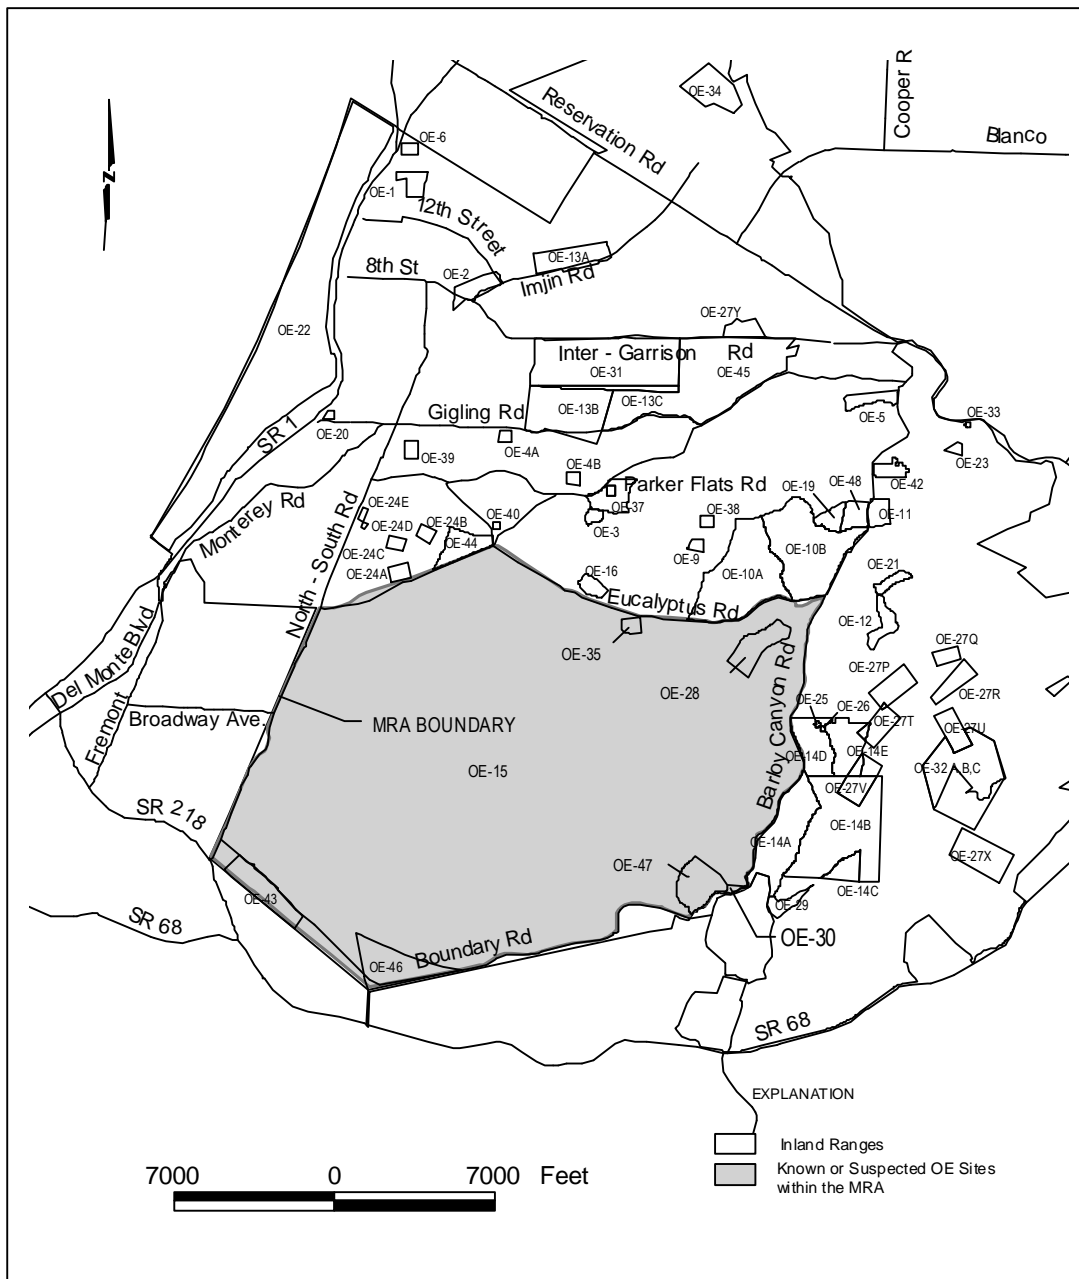 Cooper R
OE-34
Reservation Rd
Blanco
OE-6
OE-1
12th Street
OE-13A
8th St
OE-2
Imjin Rd
OE-27Y
OE-22
Inter - Garrison Rd
OE-31
OE-45
OE-13C
OE-13B
OE-5
OE-33
Gigling Rd
SR 1
OE-20
OE-4A
OE-39
OE-23
OE-4B
Parker Flats Rd
OE-19
OE-48
OE-42
OE-24E
OE-37
OE-38
OE-40
OE-11
Monterey Rd
North - South Rd
OE-24D
OE-24B
OE-3
OE-44
OE-24C
OE-9
OE-10B
OE-24A
OE-16
OE-10A
OE-21
Eucalyptus Rd
OE-12
OE-27Q
OE-35
OE-27P
Del Monte Blvd
OE-28
OE-27R
OE-25
OE-26
Broadway Ave.
MRA BOUNDARY
OE-27T
OE-27U
Fremont
Barloy Canyon Rd
OE-14D
OE-14E
OE-15
OE-32 A,B,C
OE-27V
SR 218
OE-14B
OE-14A
OE-27X
OE-47
OE-14C
OE-43
OE-29
SR 68
OE-30
Boundary Rd
OE-46
SR 68
EXPLANATION
Inland Ranges
Known or Suspected OE Sites
within the MRA
7000 0 7000 Feet
N